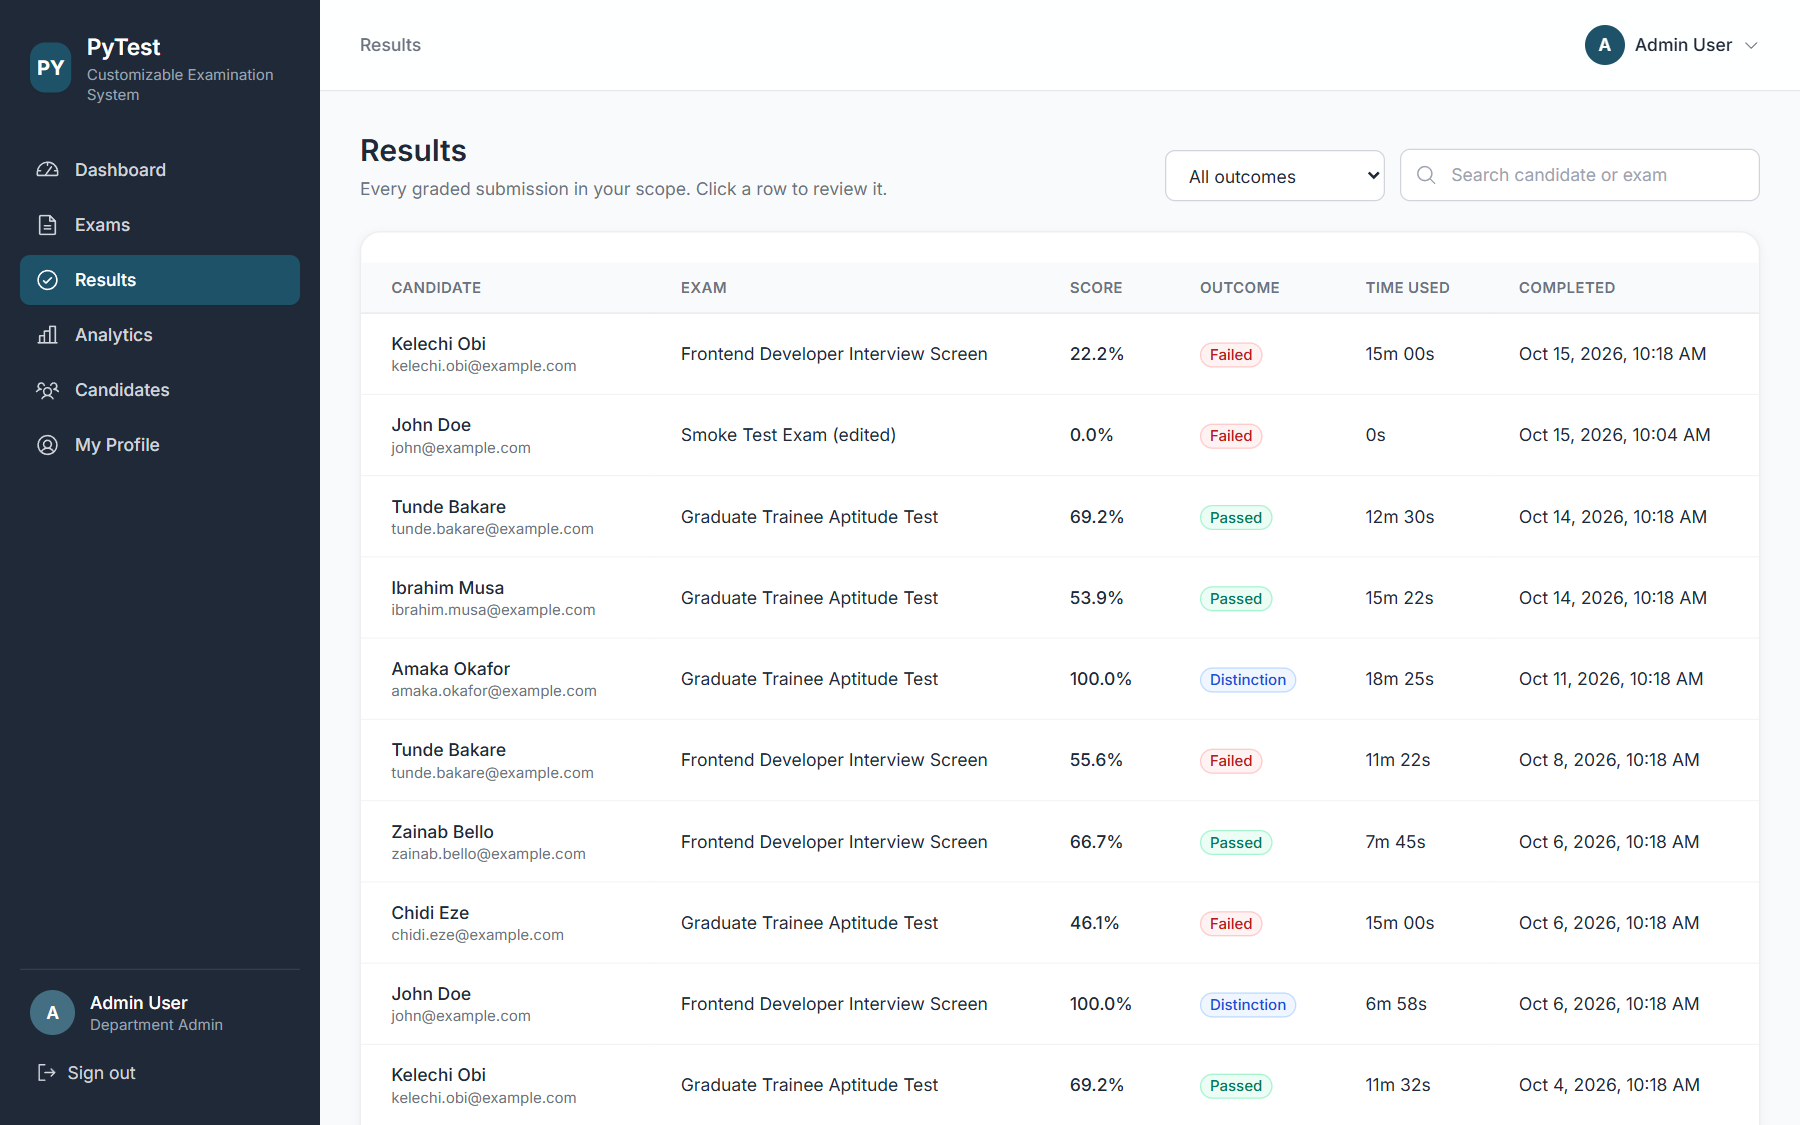 PY
PyTest
Customizable Examination
System
Dashboard
Exams
Results
Analytics
Candidates
My Profile
A
Admin User
Department Admin
Sign out
Results
A Admin User
Results
Every graded submission in your scope. Click a row to review it.
All outcomes
Search candidate or exam
CANDIDATE EXAM SCORE OUTCOME TIME USED COMPLETED
Kelechi Obi
kelechi.obi@example.com
Frontend Developer Interview Screen 22.2% Failed 15m 00s Oct 15, 2026, 10:18 AM
John Doe
john@example.com
Smoke Test Exam (edited) 0.0% Failed 0s Oct 15, 2026, 10:04 AM
Tunde Bakare
tunde.bakare@example.com
Graduate Trainee Aptitude Test 69.2% Passed 12m 30s Oct 14, 2026, 10:18 AM
Ibrahim Musa
ibrahim.musa@example.com
Graduate Trainee Aptitude Test 53.9% Passed 15m 22s Oct 14, 2026, 10:18 AM
Amaka Okafor
amaka.okafor@example.com
Graduate Trainee Aptitude Test 100.0% Distinction 18m 25s Oct 11, 2026, 10:18 AM
Tunde Bakare
tunde.bakare@example.com
Frontend Developer Interview Screen 55.6% Failed 11m 22s Oct 8, 2026, 10:18 AM
Zainab Bello
zainab.bello@example.com
Frontend Developer Interview Screen 66.7% Passed 7m 45s Oct 6, 2026, 10:18 AM
Chidi Eze
chidi.eze@example.com
Graduate Trainee Aptitude Test 46.1% Failed 15m 00s Oct 6, 2026, 10:18 AM
John Doe
john@example.com
Frontend Developer Interview Screen 100.0% Distinction 6m 58s Oct 6, 2026, 10:18 AM
Kelechi Obi
kelechi.obi@example.com
Graduate Trainee Aptitude Test 69.2% Passed 11m 32s Oct 4, 2026, 10:18 AM